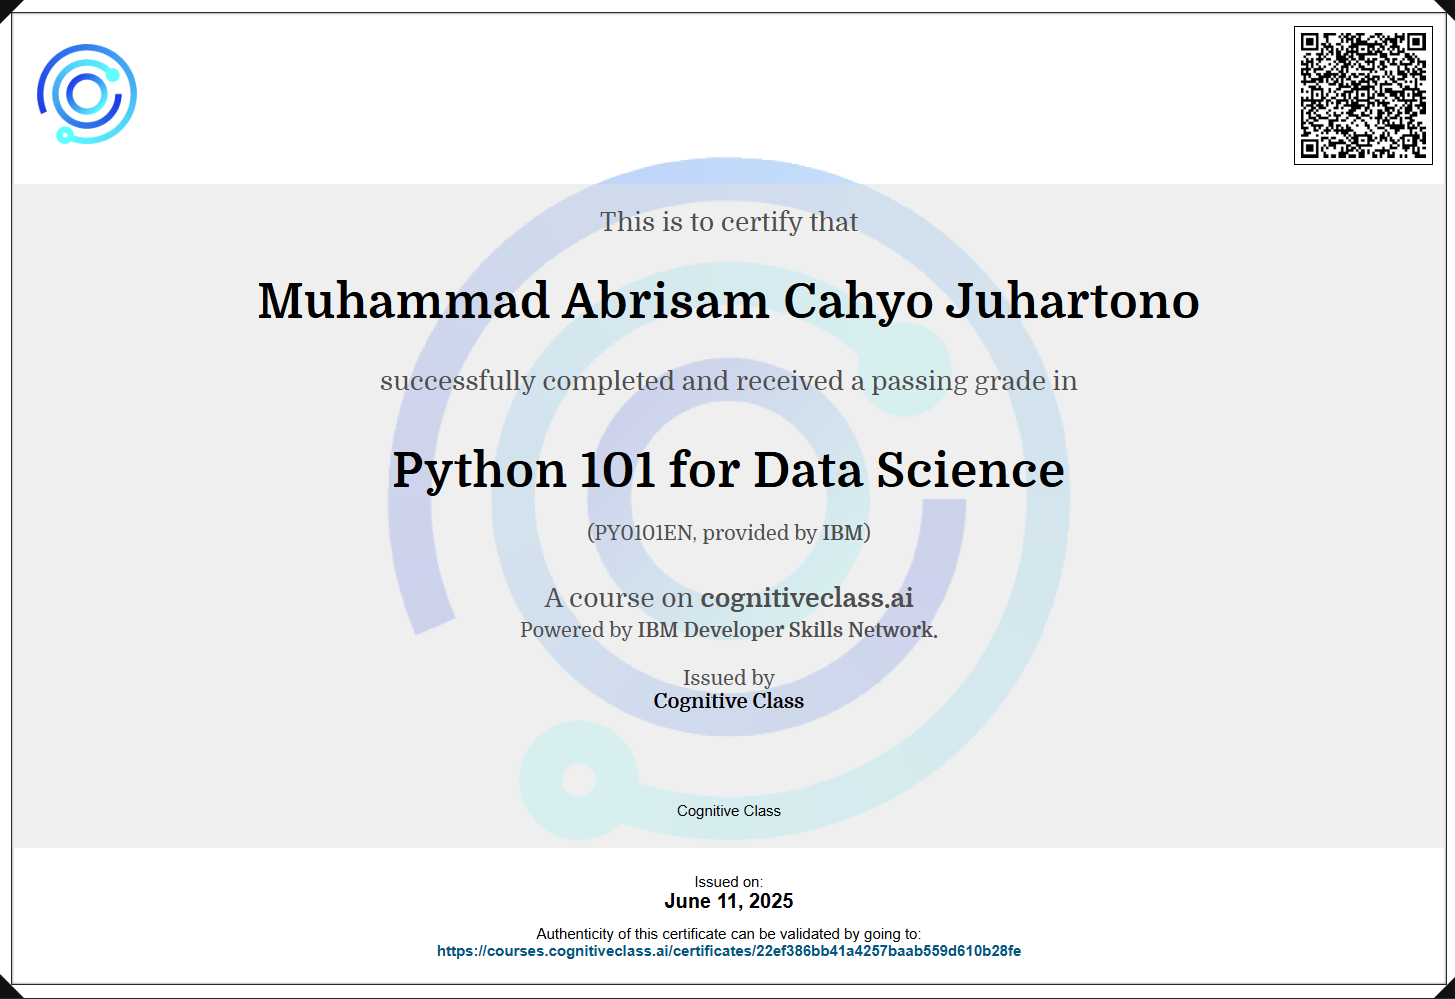 This is to certify that
Muhammad Abrisam Cahyo Juhartono
successfully completed and received a passing grade in
Python 101 for Data Science
(PY0101EN, provided by IBM)
A course on cognitiveclass.ai
Powered by IBM Developer Skills Network.
Issued by
Cognitive Class
Cognitive Class
Issued on:
June 11, 2025
Authenticity of this certificate can be validated by going to:
https://courses.cognitiveclass.ai/certificates/22ef386bb41a4257baab559d610b28fe